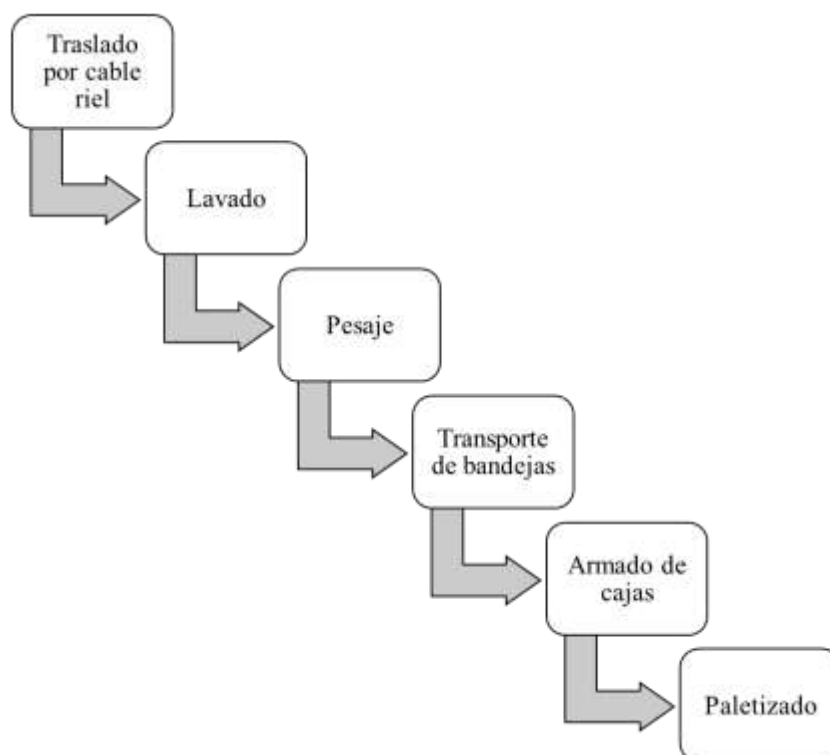 Traslado
por cable
riel
Lavado
Pesaje
Transporte
de bandejas
Armado de
cajas
Paletizado